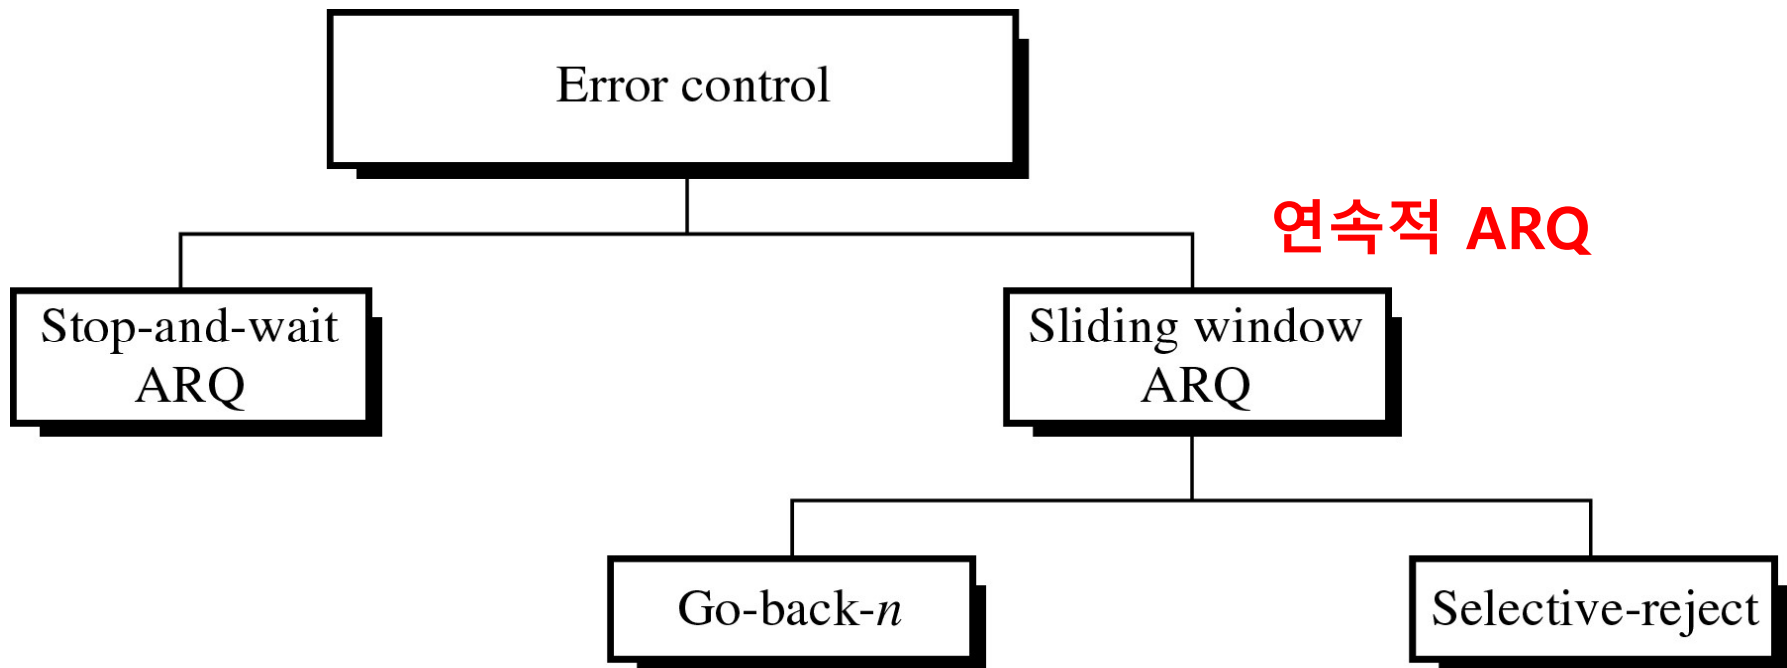 Error control
연속적 ARQ
Stop-and-wait
ARQ
Sliding window
ARQ
Go-back-n
Selective-reject